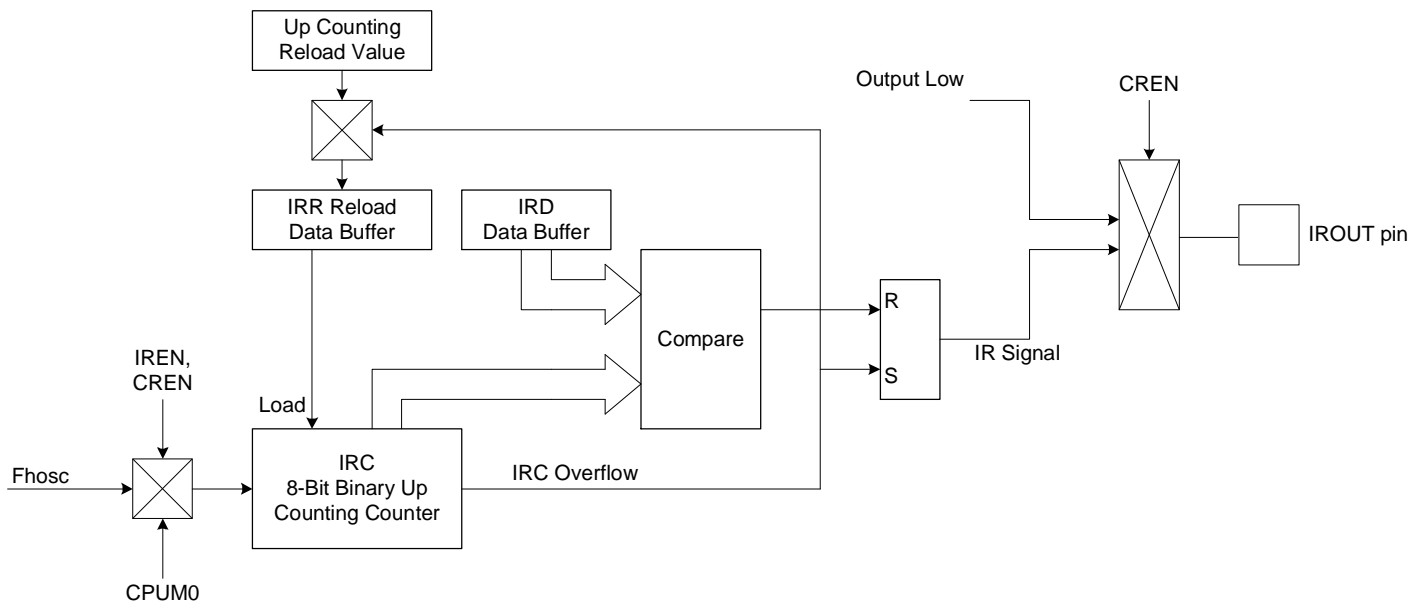 Up Counting
Reload Value
Output Low
CREN
IRR Reload
Data Buffer
IRD
Data Buffer
IROUT pin
R
Compare
IR Signal
S
IREN,
CREN
Load
Fhosc
IRC
8-Bit Binary Up
Counting Counter
IRC Overflow
CPUM0